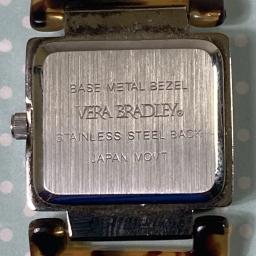 BASE METAL BEZEL
VERA BRADLEY®
STAINLESS STEEL BACK
JAPAN MOVT